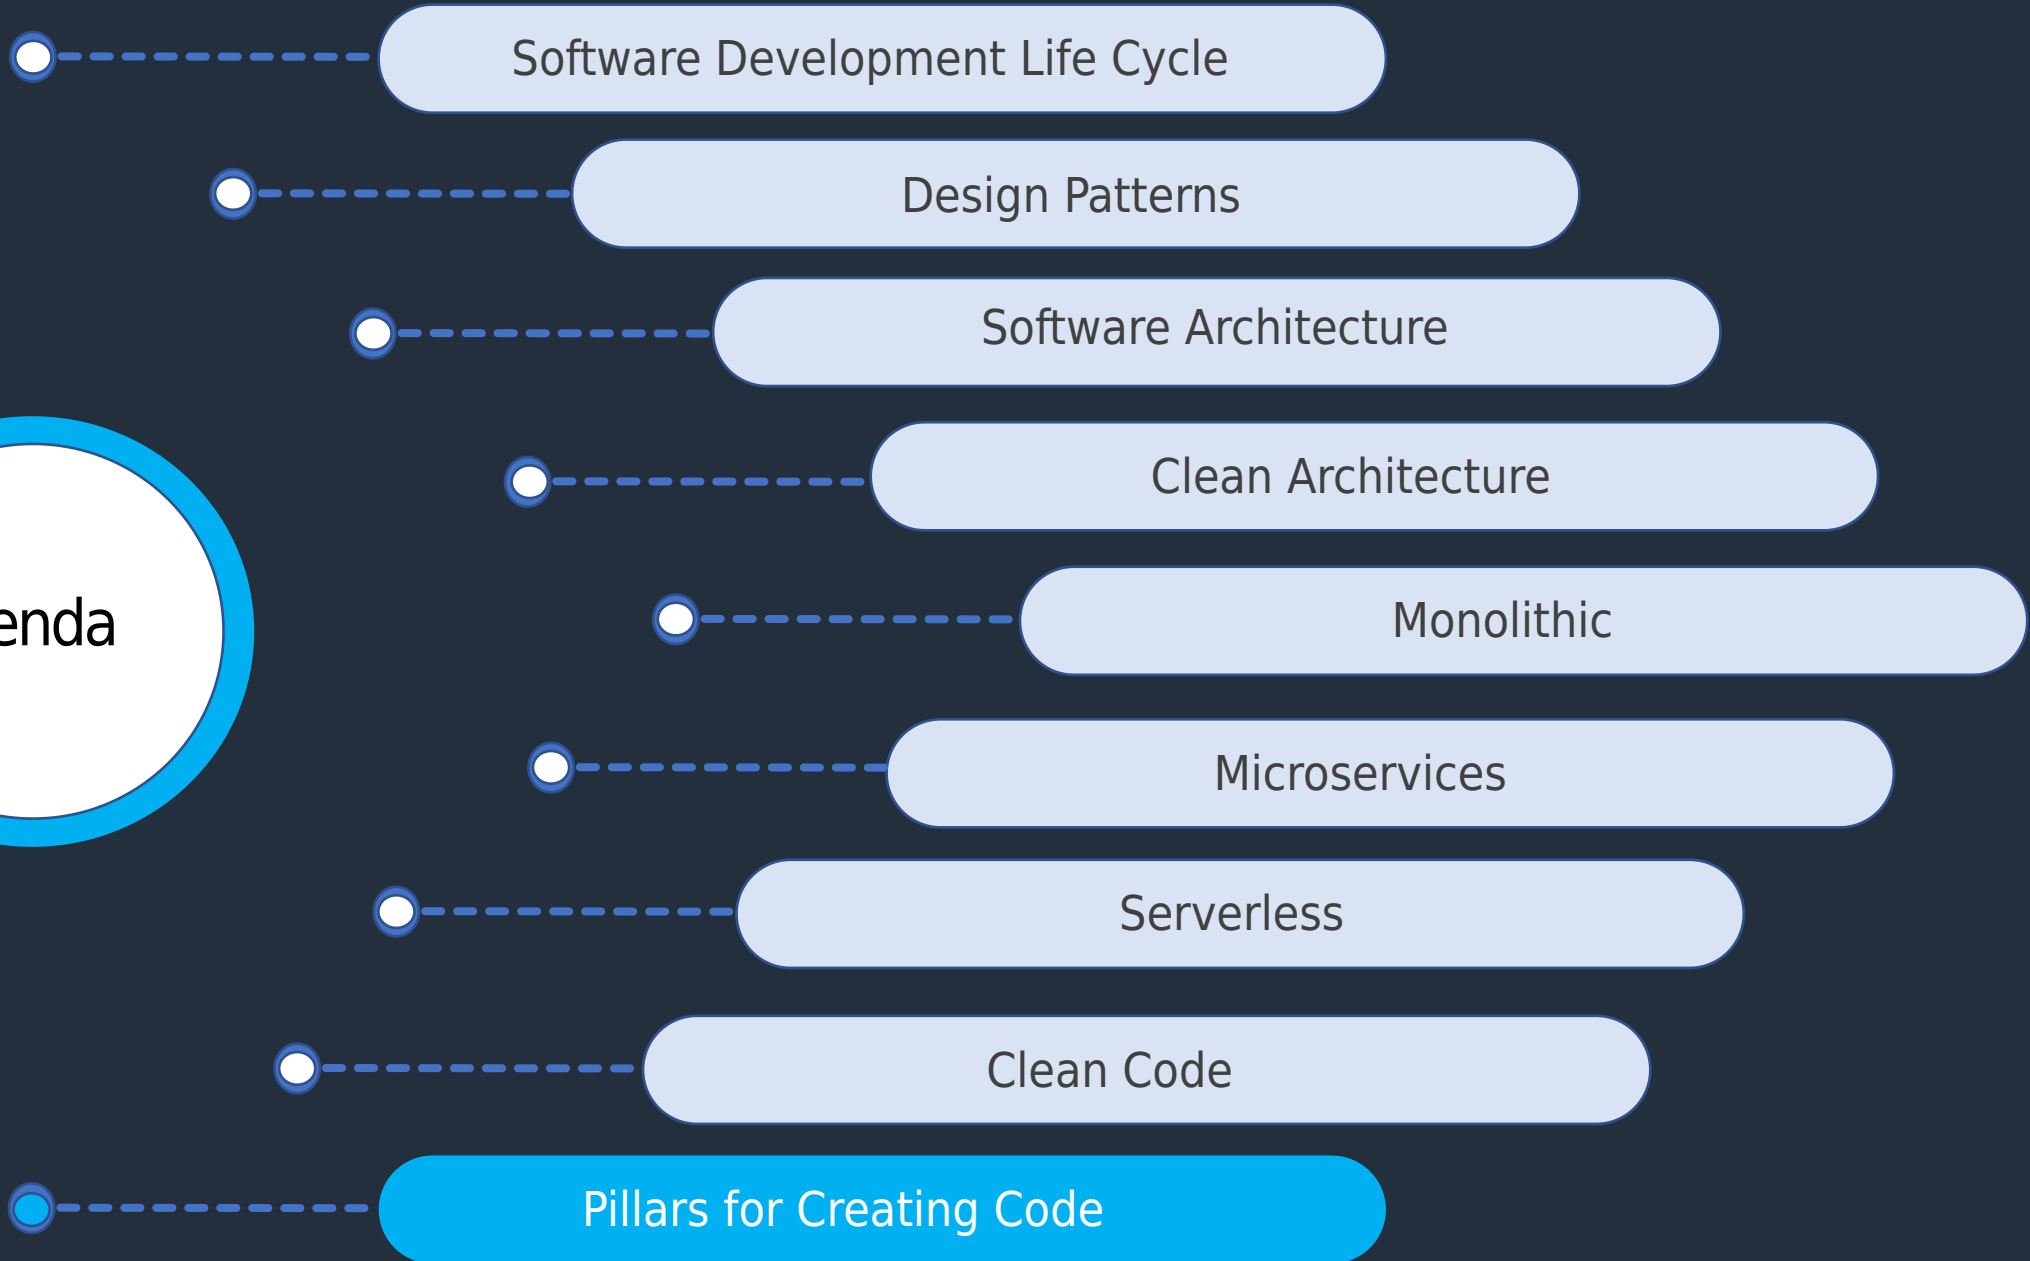 Software Development Life Cycle
Design Patterns
Software Architecture
Clean Architecture
enda
Monolithic
Microservices
Serverless
Clean Code
Pillars for Creating Code